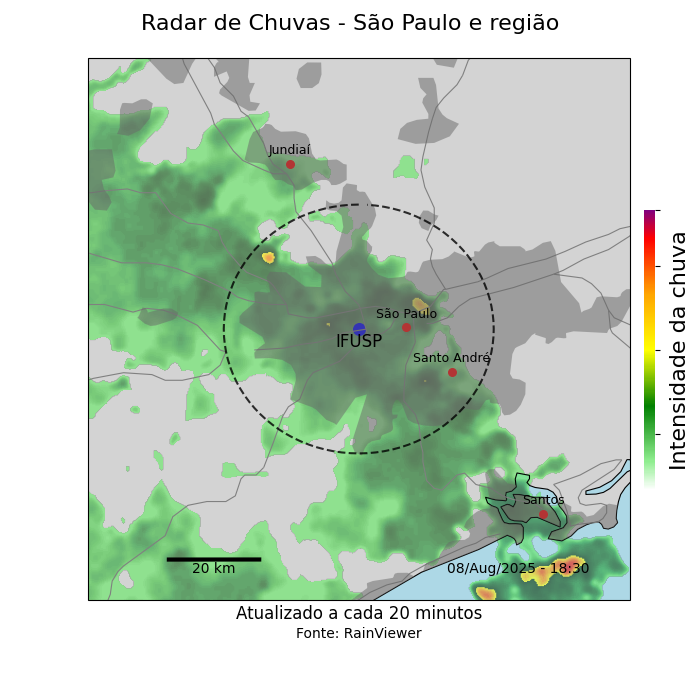 Radar de Chuvas - São Paulo e região
Jundiaí
São Paulo
IFUSP
Santo André
Santos
20 km
08/Aug/2025 - 18:30
Intensidade da chuva
Atualizado a cada 20 minutos
Fonte: RainViewer